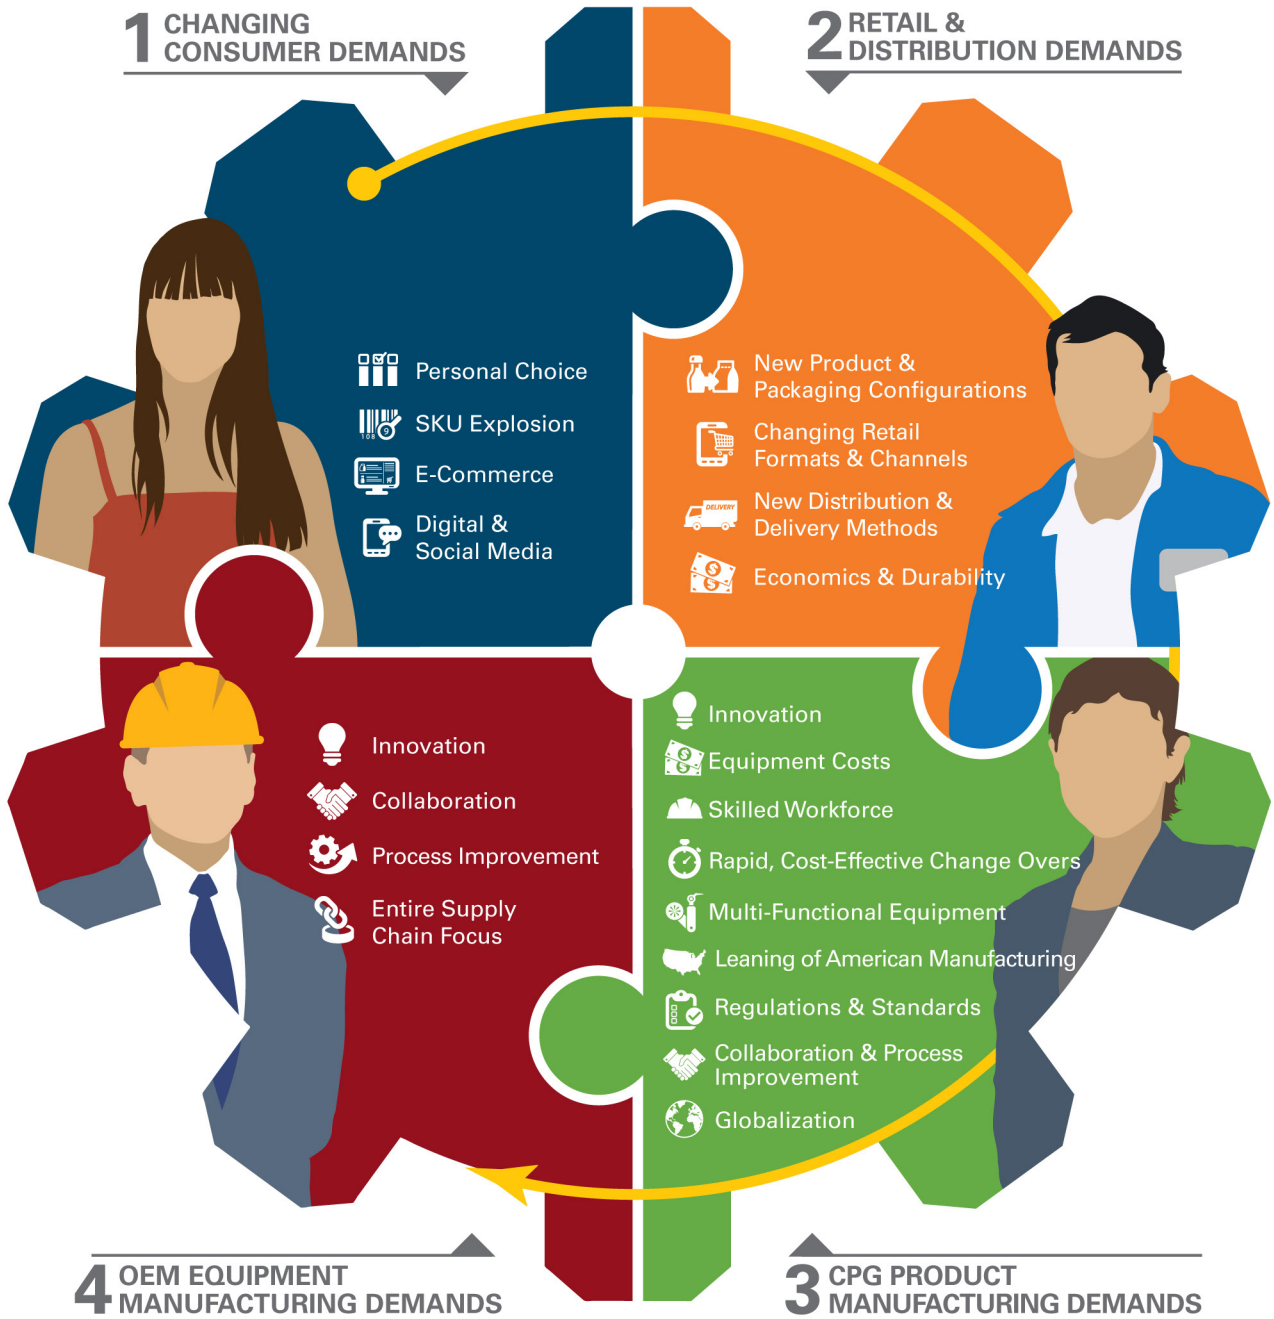 1 CHANGING
CONSUMER DEMANDS
Personal Choice
108 9
SKU Explosion
E-Commerce
Digital &
Social Media
2 RETAIL &
DISTRIBUTION DEMANDS
New Product &
Packaging Configurations
Changing Retail
Formats & Channels
DELIVERY
New Distribution &
Delivery Methods
$
$
Economics & Durability
Innovation
$
$
Equipment Costs
Skilled Workforce
Rapid, Cost-Effective Change Overs
Multi-Functional Equipment
Leaning of American Manufacturing
Regulations & Standards
Collaboration & Process
Improvement
Globalization
3 CPG PRODUCT
MANUFACTURING DEMANDS
Innovation
Collaboration
Process Improvement
Entire Supply
Chain Focus
4 OEM EQUIPMENT
MANUFACTURING DEMANDS